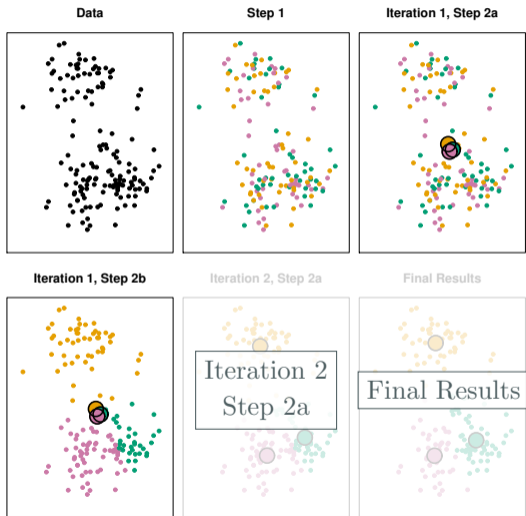 Data
Step 1
Iteration 1, Step 2a
Iteration 1, Step 2b
Iteration 2, Step 2a
Final Results
Iteration 2
Step 2a
Final Results